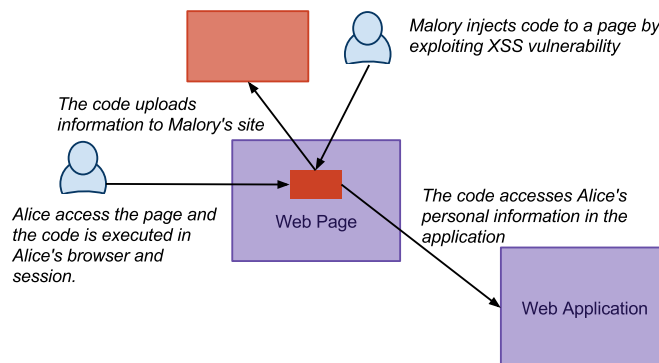 Malory injects code to a page by
exploiting XSS vulnerability
The code uploads
information to Malory's site
Alice access the page and
the code is executed in
Alice's browser and
session.
Web Page
The code accesses Alice's
personal information in the
application
Web Application